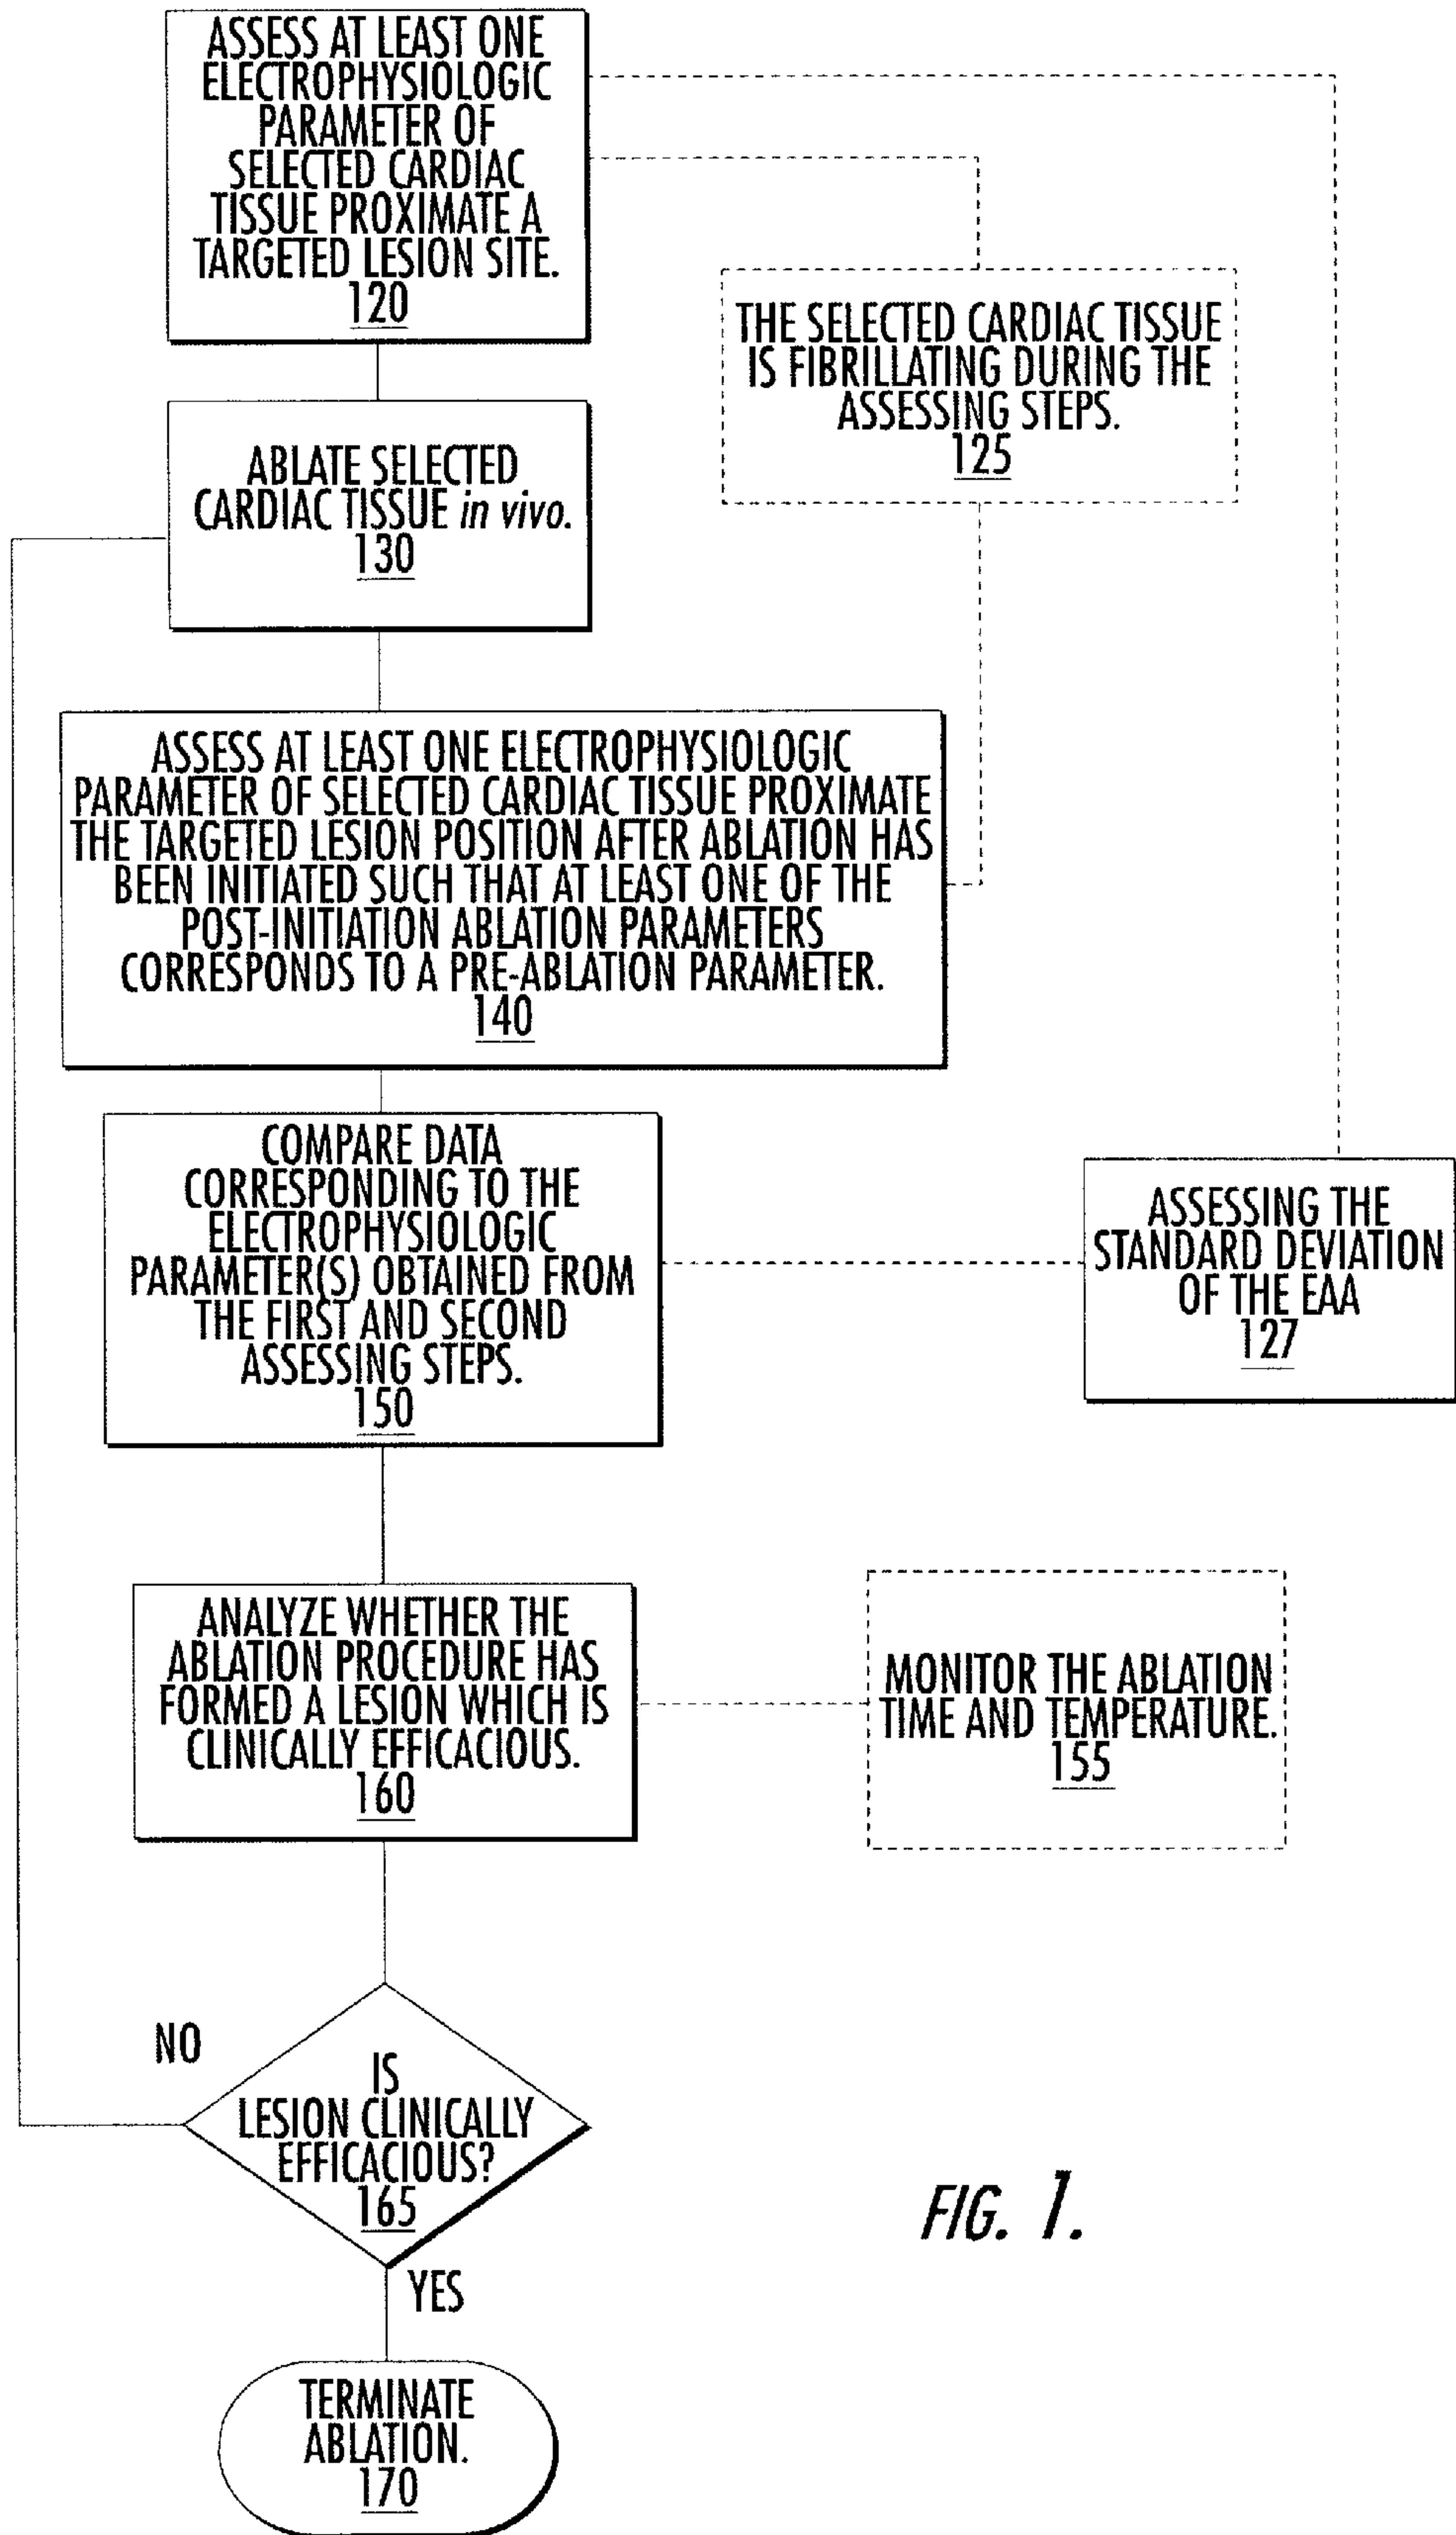 ASSESS AT LEAST ONE
ELECTROPHYSIOLOGIC
PARAMETER OF
SELECTED CARDIAC
TISSUE PROXIMATE A
TARGETED LESION SITE.
120
THE SELECTED CARDIAC TISSUE
IS FIBRILLATING DURING THE
ASSESSING STEPS.
125
ABLATE SELECTED
CARDIAC TISSUE in vivo.
130
ASSESS AT LEAST ONE ELECTROPHYSIOLOGIC
PARAMETER OF SELECTED CARDIAC TISSUE PROXIMATE
THE TARGETED LESION POSITION AFTER ABLATION HAS
BEEN INITIATED SUCH THAT AT LEAST ONE OF THE
POST-INITIATION ABLATION PARAMETERS
CORRESPONDS TO A PRE-ABLATION PARAMETER.
140
COMPARE DATA
CORRESPONDING TO THE
ELECTROPHYSIOLOGIC
PARAMETER(S) OBTAINED FROM
THE FIRST AND SECOND
ASSESSING STEPS.
150
ASSESSING THE
STANDARD DEVIATION
OF THE EAA
127
ANALYZE WHETHER THE
ABLATION PROCEDURE HAS
FORMED A LESION WHICH IS
CLINICALLY EFFICACIOUS.
160
MONITOR THE ABLATION
TIME AND TEMPERATURE.
155
NO
IS
LESION CLINICALLY
EFFICACIOUS?
165
YES
TERMINATE
ABLATION.
170
FIG. 1.